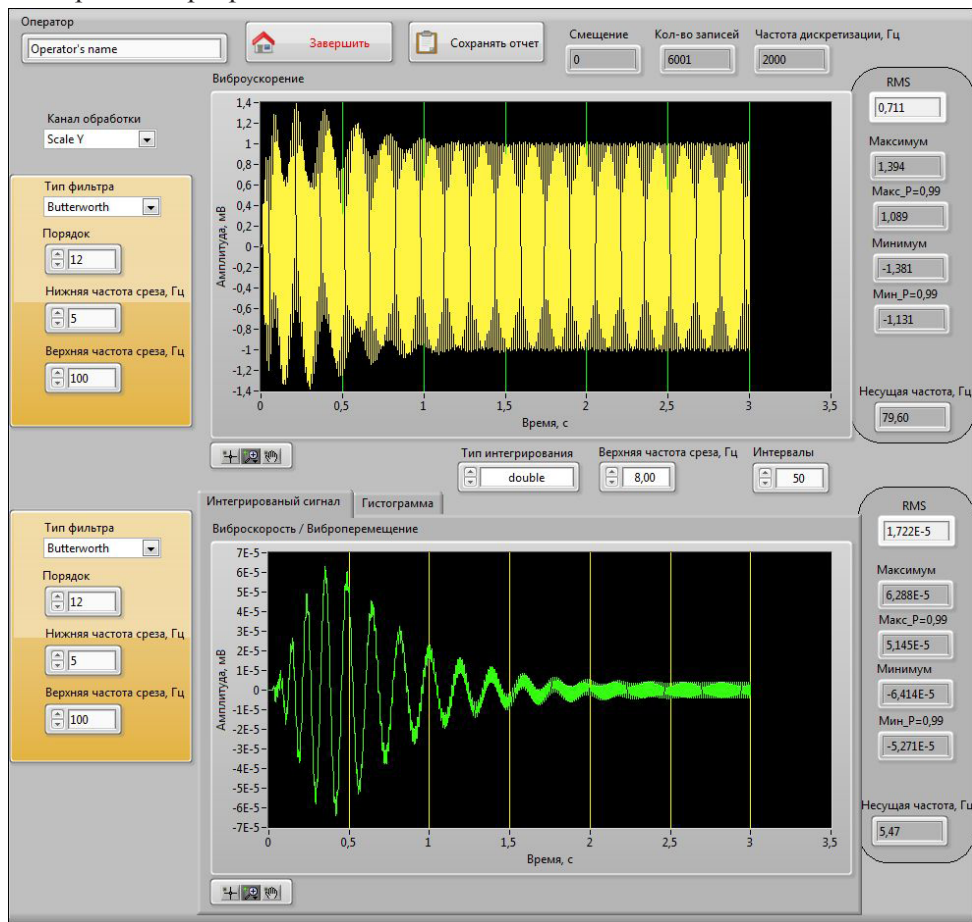 Оператор
Operator's name
Завершить
Сохранять отчет
Смещение
0
Кол-во записей
6001
Частота дискретизации, Гц
2000
Виброускорение
Канал обработки
Scale Y
Тип фильтра
Butterworth
Порядок
12
Нижняя частота среза, Гц
5
Верхняя частота среза, Гц
100
Амплитуда, мВ
1,4
1,2
1
0,8
0,6
0,4
0,2
0
-0,2
-0,4
-0,6
-0,8
-1
-1,2
-1,4
0 0,5 1 1,5 2 2,5 3 3,5
Время, с
RMS
0,711
Максимум
1,394
Макс_P=0,99
1,089
Минимум
-1,381
Мин_P=0,99
-1,131
Несущая частота, Гц
79,60
Тип интегрирования
double
Верхняя частота среза, Гц
8,00
Интервалы
50
Интегрированый сигнал
Гистограмма
Виброскорость / Виброперемещение
Тип фильтра
Butterworth
Порядок
12
Нижняя частота среза, Гц
5
Верхняя частота среза, Гц
100
Амплитуда, мВ
7E-5
6E-5
5E-5
4E-5
3E-5
2E-5
1E-5
0
-1E-5
-2E-5
-3E-5
-4E-5
-5E-5
-6E-5
-7E-5
0 0,5 1 1,5 2 2,5 3 3,5
Время, с
RMS
1,722E-5
Максимум
6,288E-5
Макс_P=0,99
5,145E-5
Минимум
-6,414E-5
Мин_P=0,99
-5,271E-5
Несущая частота, Гц
5,47